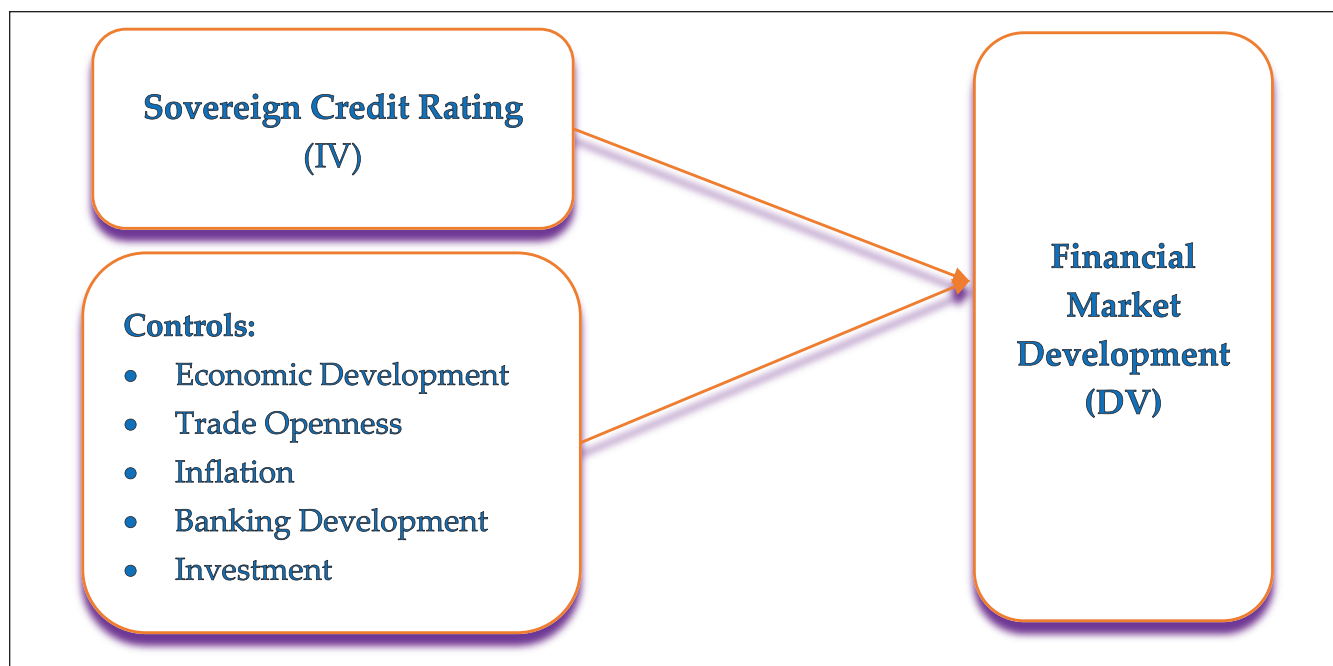 Sovereign Credit Rating
(IV)
Controls:
• Economic Development
• Trade Openness
• Inflation
• Banking Development
• Investment
Financial
Market
Development
(DV)